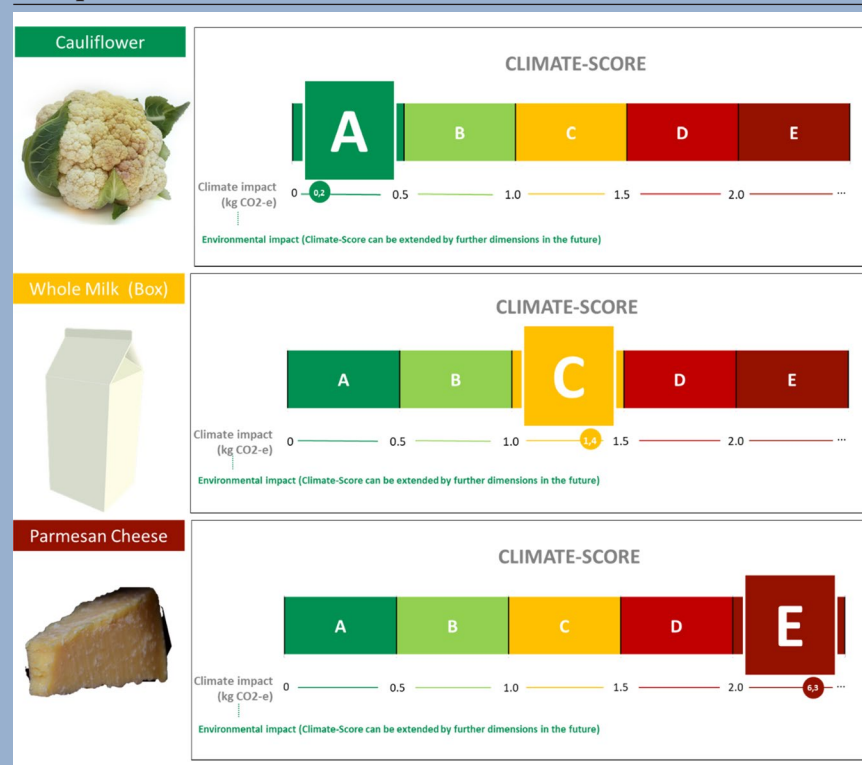 Cauliflower
CLIMATE-SCORE
A B C D E
Climate impact
(kg CO2-e)
0 0,2 0.5 1.0 1.5 2.0 ...
Environmental impact (Climate-Score can be extended by further dimensions in the future)
Whole Milk (Box)
CLIMATE-SCORE
A B C D E
Climate impact
(kg CO2-e)
0 0.5 1.0 1,4 1.5 2.0 ...
Environmental impact (Climate-Score can be extended by further dimensions in the future)
Parmesan Cheese
CLIMATE-SCORE
A B C D E
Climate impact
(kg CO2-e)
0 0.5 1.0 1.5 2.0 6,3 ...
Environmental impact (Climate-Score can be extended by further dimensions in the future)